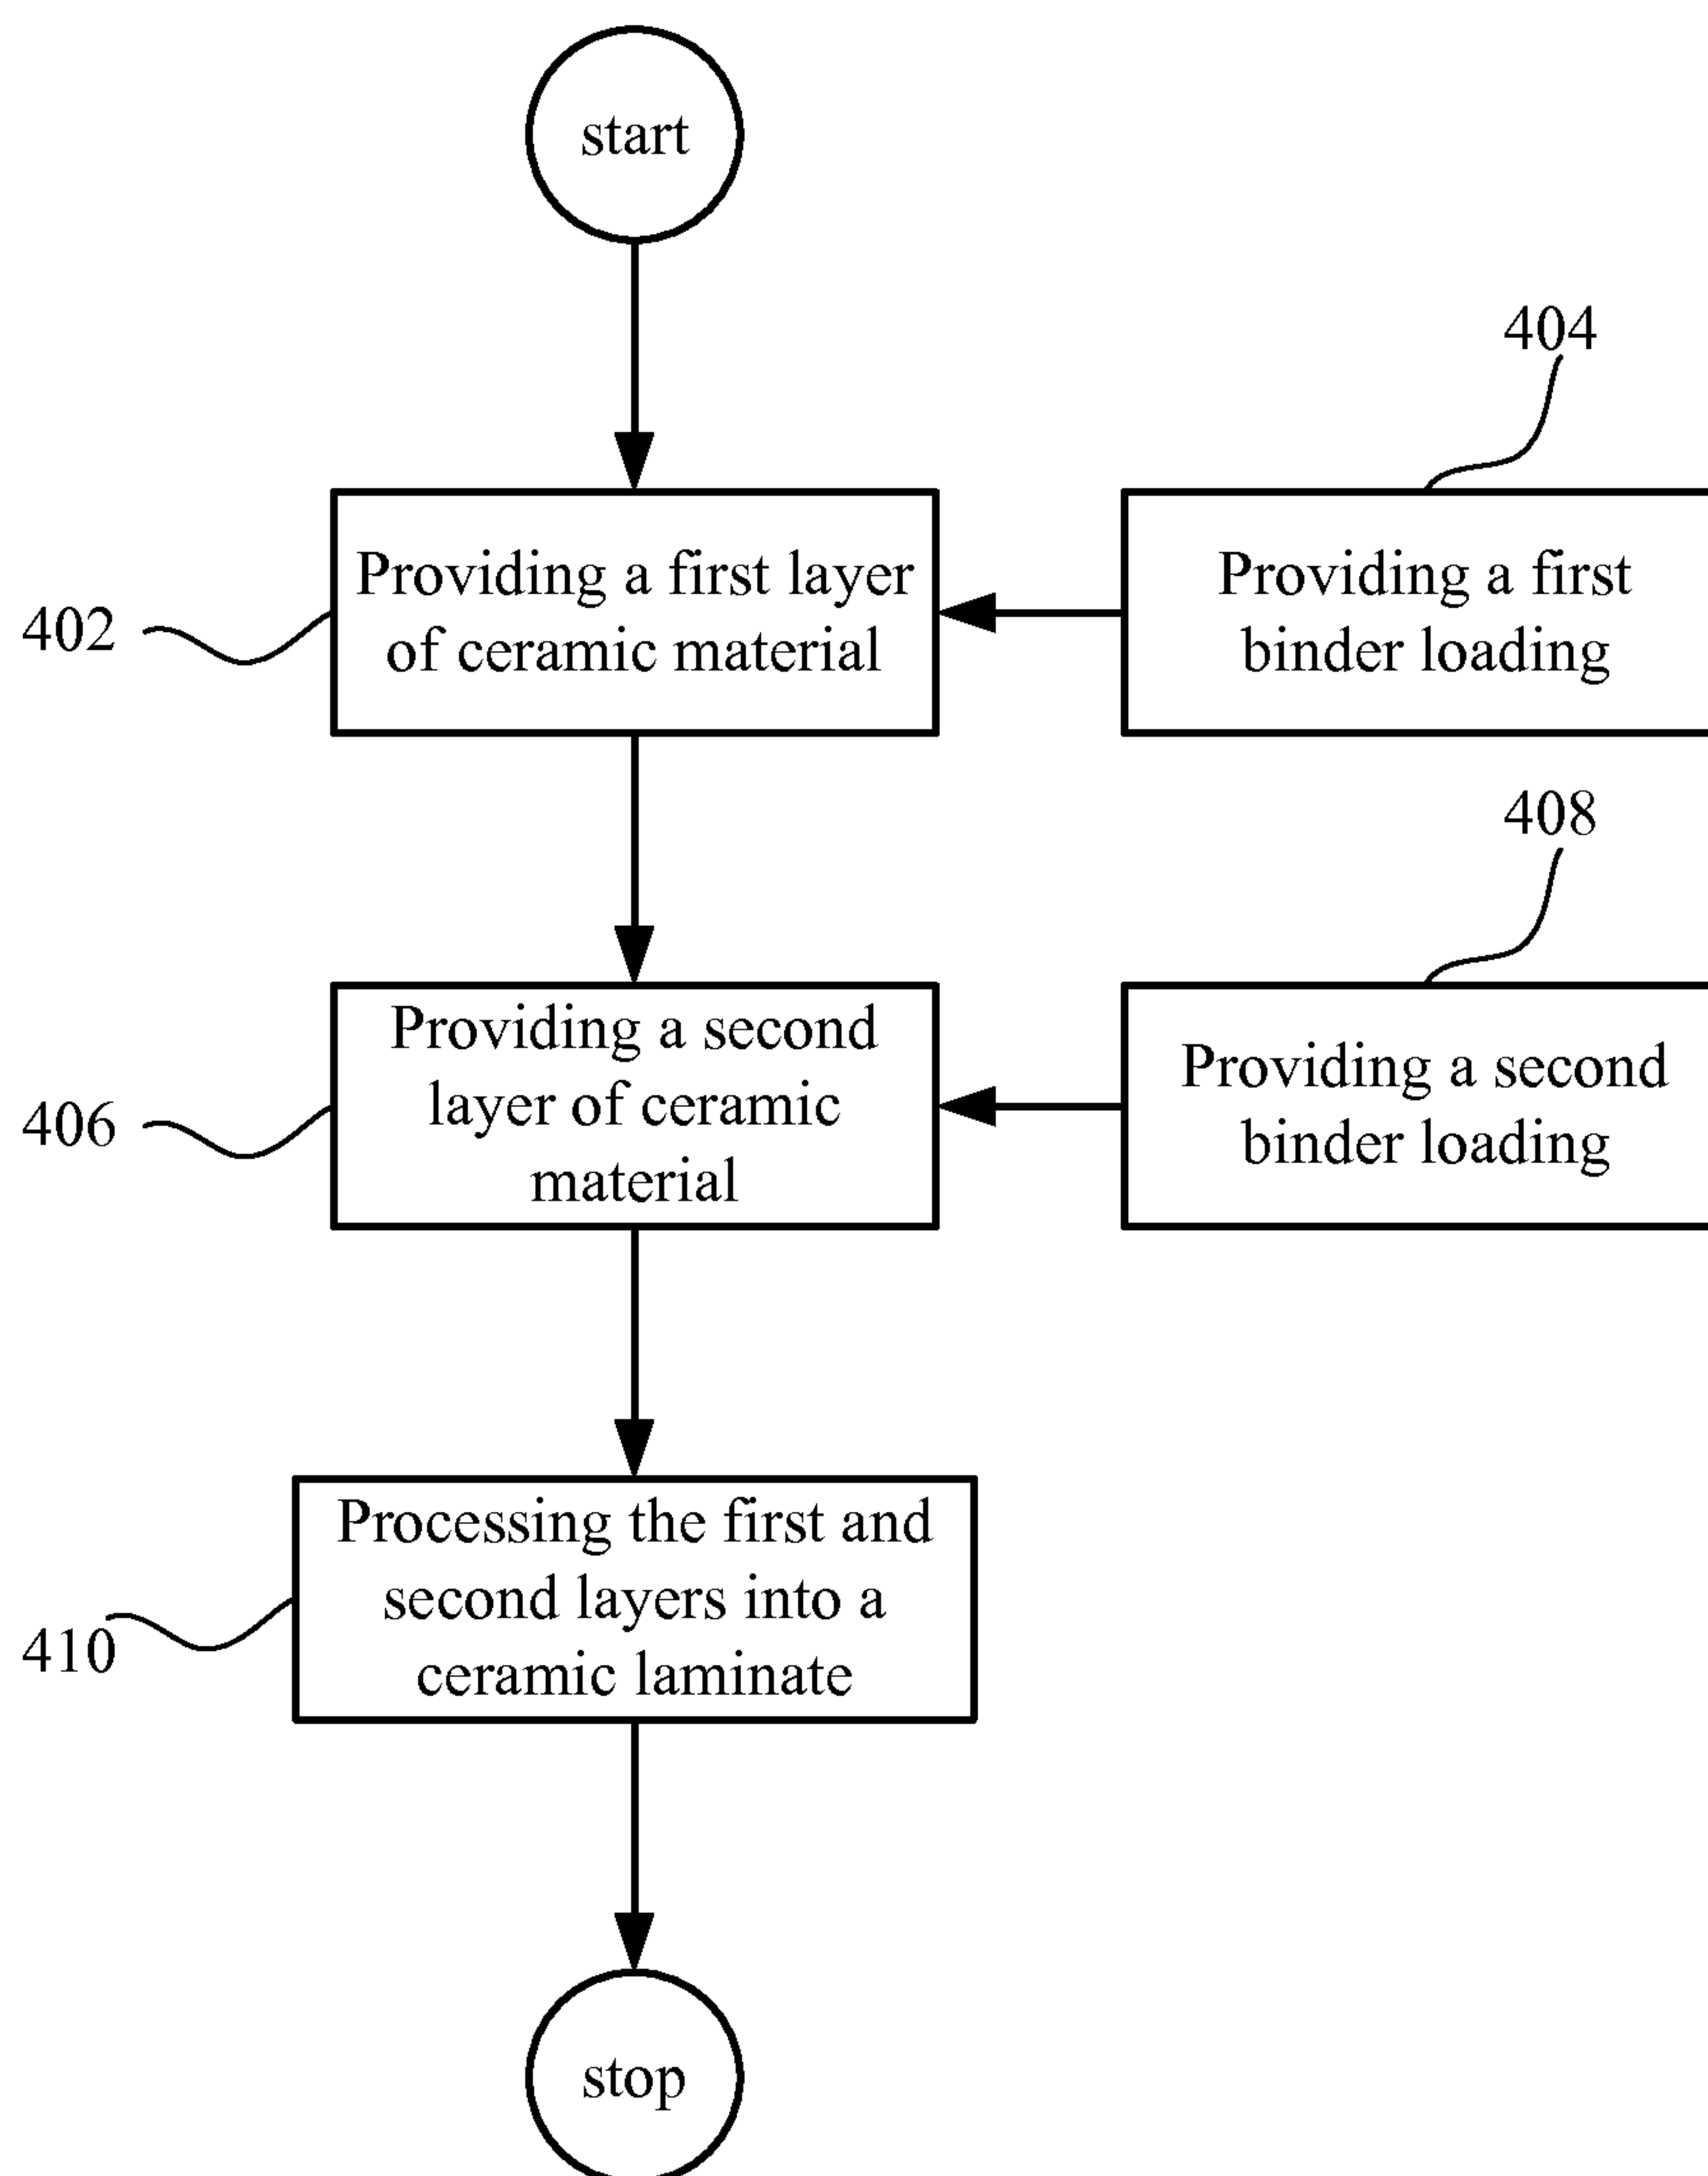 start
404
Providing a first layer
of ceramic material
Providing a first
binder loading
402
408
Providing a second
layer of ceramic
material
Providing a second
binder loading
406
Processing the first and
second layers into a
ceramic laminate
410
stop